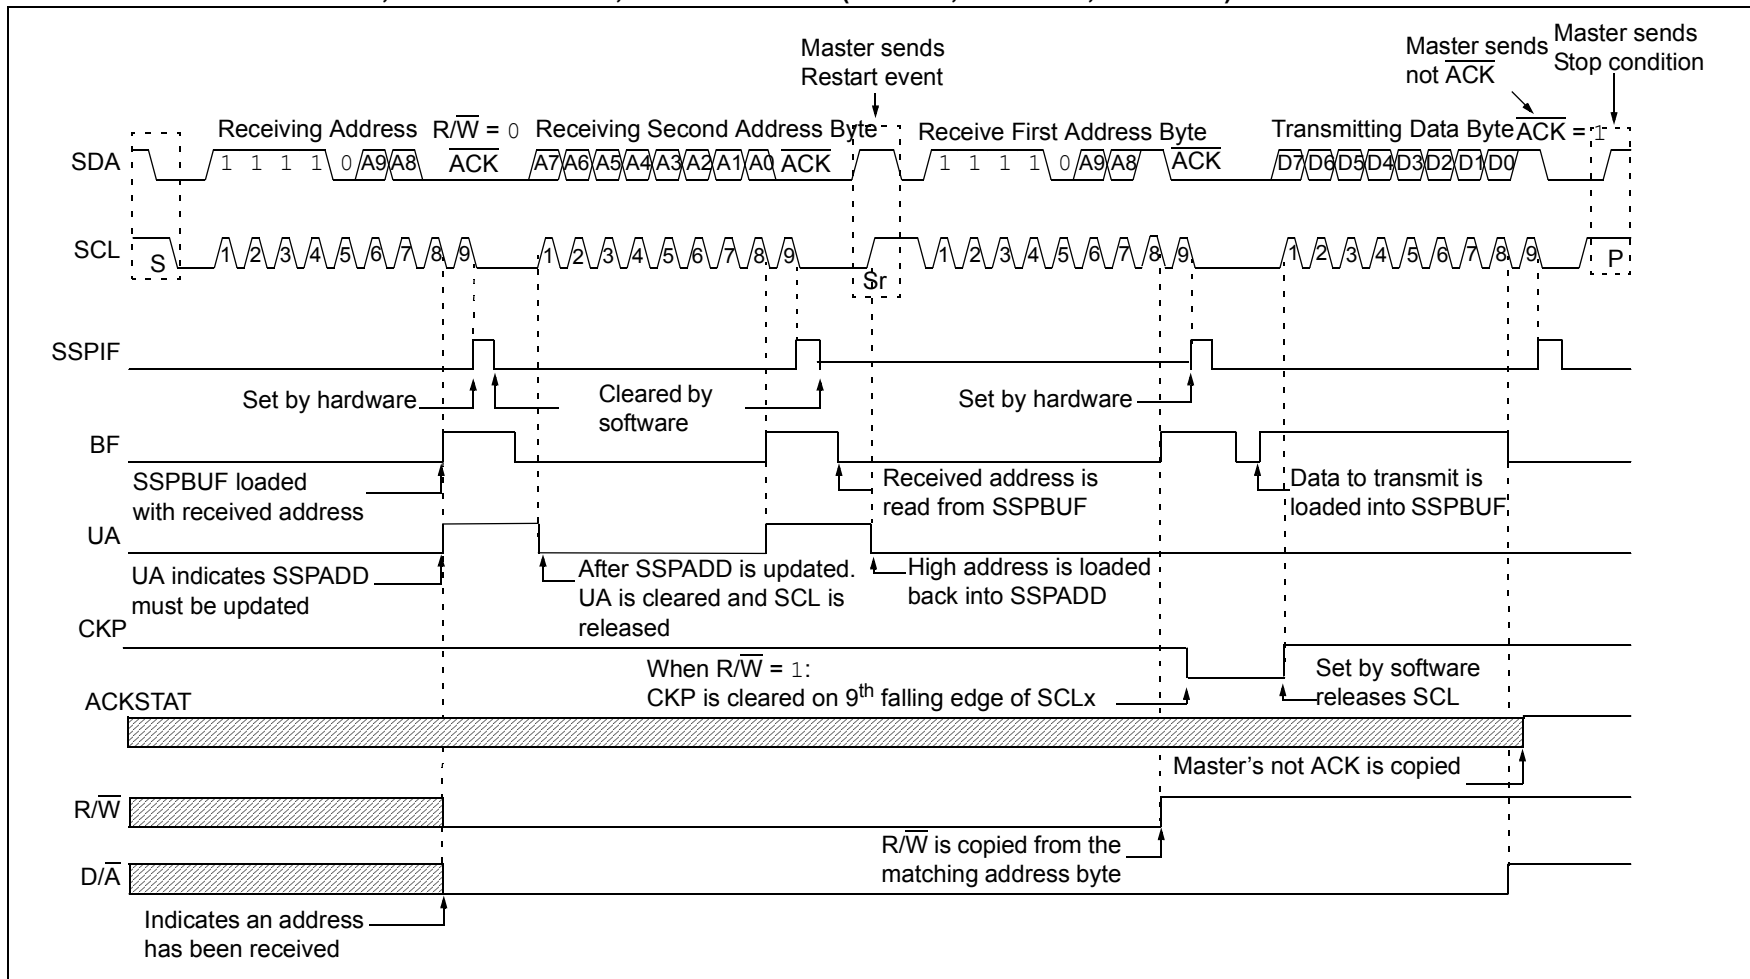 Master sends
Restart event
Master sends
not ACK
Master sends
Stop condition
Receiving Address R/W = 0 Receiving Second Address Byte Receive First Address Byte Transmitting Data Byte ACK = 1
SDA 1 1 1 1 0 A9 A8 ACK A7 A6 A5 A4 A3 A2 A1 A0 ACK 1 1 1 1 0 A9 A8 ACK D7 D6 D5 D4 D3 D2 D1 D0
SCL S 1 2 3 4 5 6 7 8 9 1 2 3 4 5 6 7 8 9 Sr 1 2 3 4 5 6 7 8 9 1 2 3 4 5 6 7 8 9 P
SSPIF
Set by hardware
Cleared by
software
Set by hardware
BF
SSPBUF loaded
with received address
Received address is
read from SSPBUF
Data to transmit is
loaded into SSPBUF
UA
UA indicates SSPADD
must be updated
After SSPADD is updated.
UA is cleared and SCL is
released
High address is loaded
back into SSPADD
CKP
When R/W = 1:
CKP is cleared on 9th falling edge of SCLx
Set by software
releases SCL
ACKSTAT
Master's not ACK is copied
R/W
R/W is copied from the
matching address byte
D/A
Indicates an address
has been received